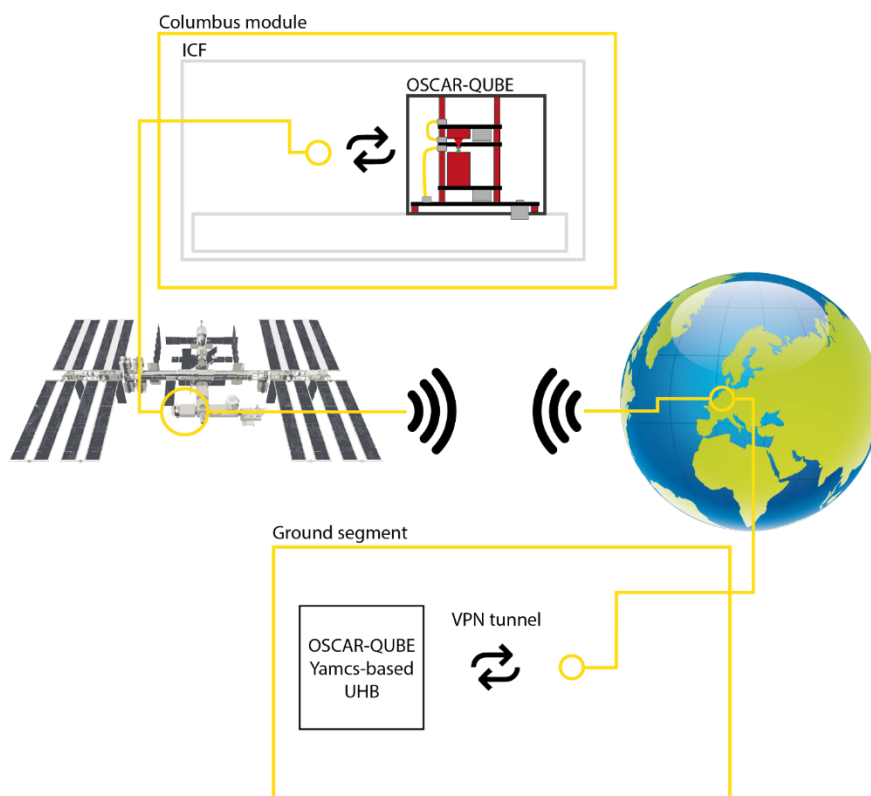 Columbus module
ICF
OSCAR-QUBE
Ground segment
VPN tunnel
OSCAR-QUBE
Yamcs-based
UHB